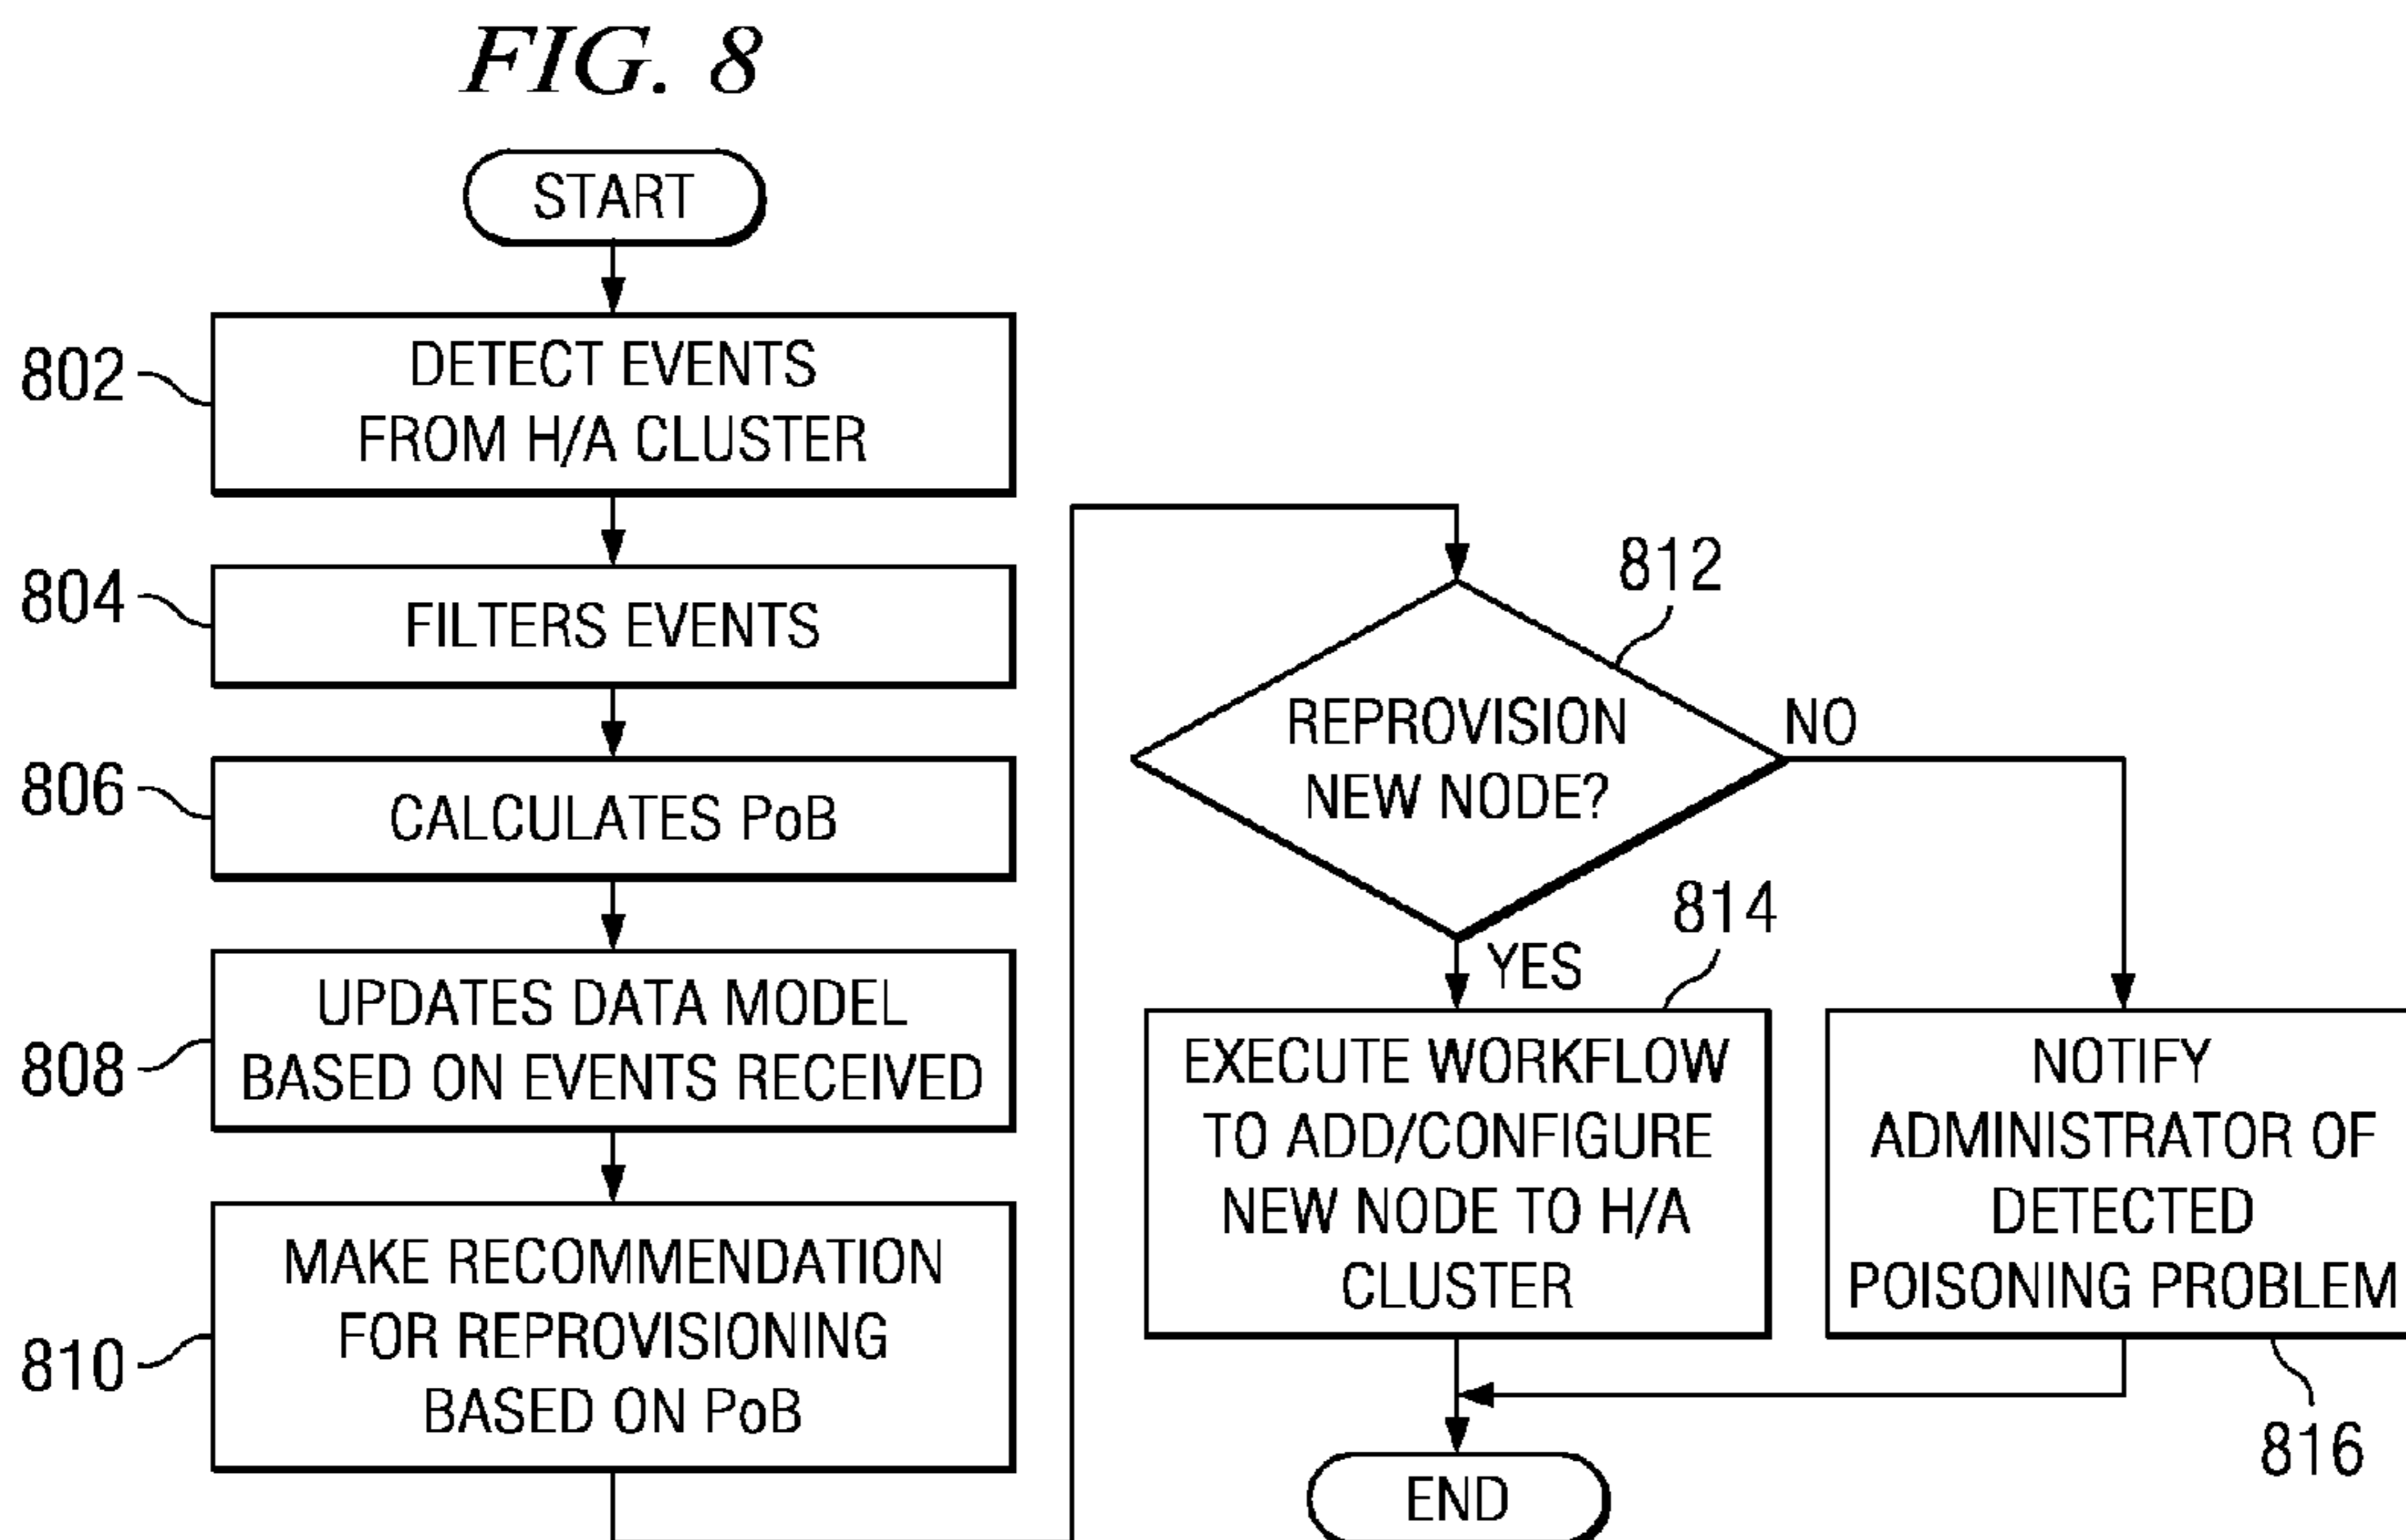 FIG. 8
START
802
DETECT EVENTS
FROM H/A CLUSTER
804
FILTERS EVENTS
806
CALCULATES PoB
808
UPDATES DATA MODEL
BASED ON EVENTS RECEIVED
810
MAKE RECOMMENDATION
FOR REPROVISIONING
BASED ON PoB
812
REPROVISION
NEW NODE?
NO
YES
814
EXECUTE WORKFLOW
TO ADD/CONFIGURE
NEW NODE TO H/A
CLUSTER
NOTIFY
ADMINISTRATOR OF
DETECTED
POISONING PROBLEM
816
END